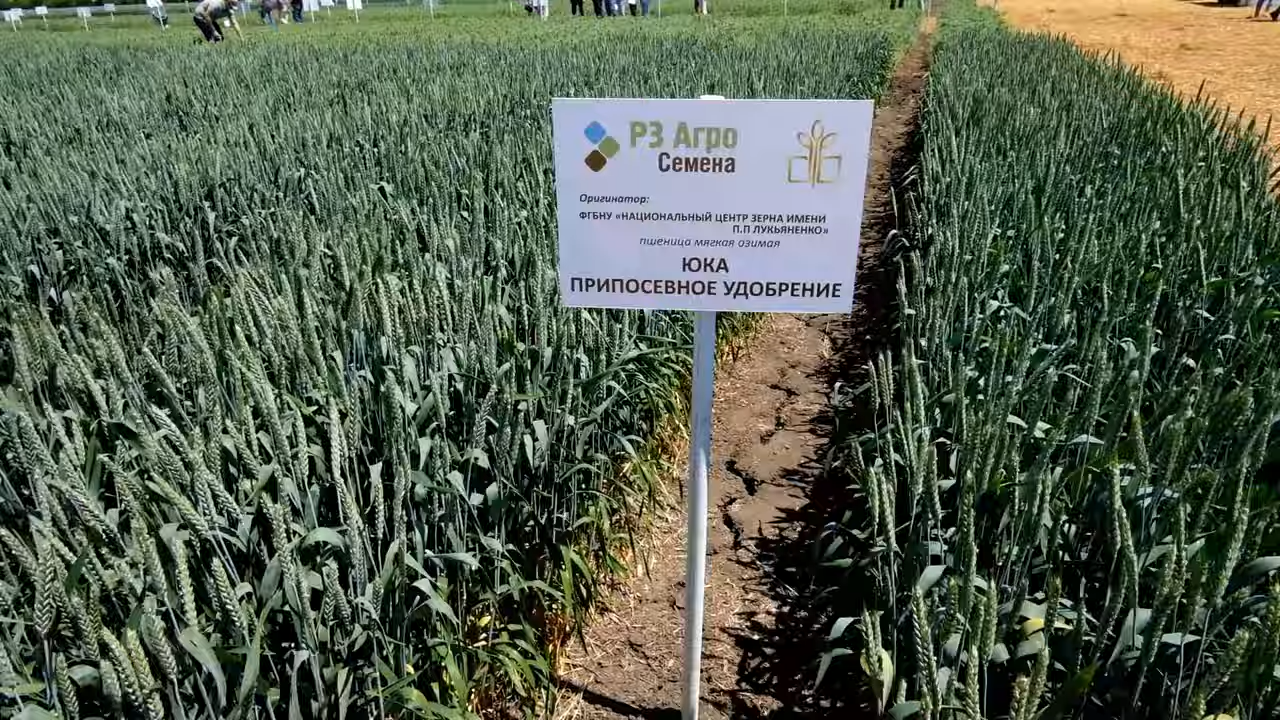 РЗ Агро
Семена
Оригинатор:
ФГБНУ «НАЦИОНАЛЬНЫЙ ЦЕНТР ЗЕРНА ИМЕНИ
П.П ЛУКЬЯНЕНКО»
пшеница мягкая озимая
ЮКА
ПРИПОСЕВНОЕ УДОБРЕНИЕ